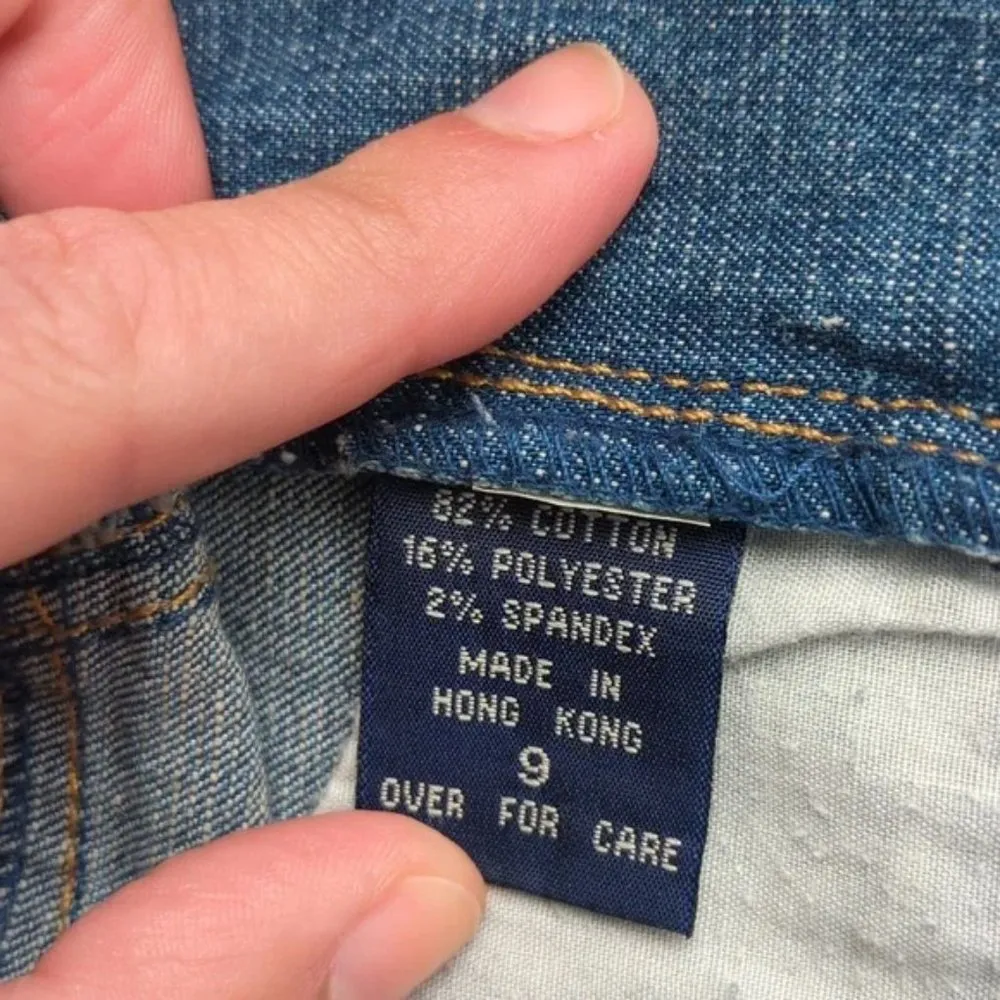 82% COTTON
16% POLYESTER
2% SPANDEX
MADE IN
HONG KONG
9
OVER FOR CARE